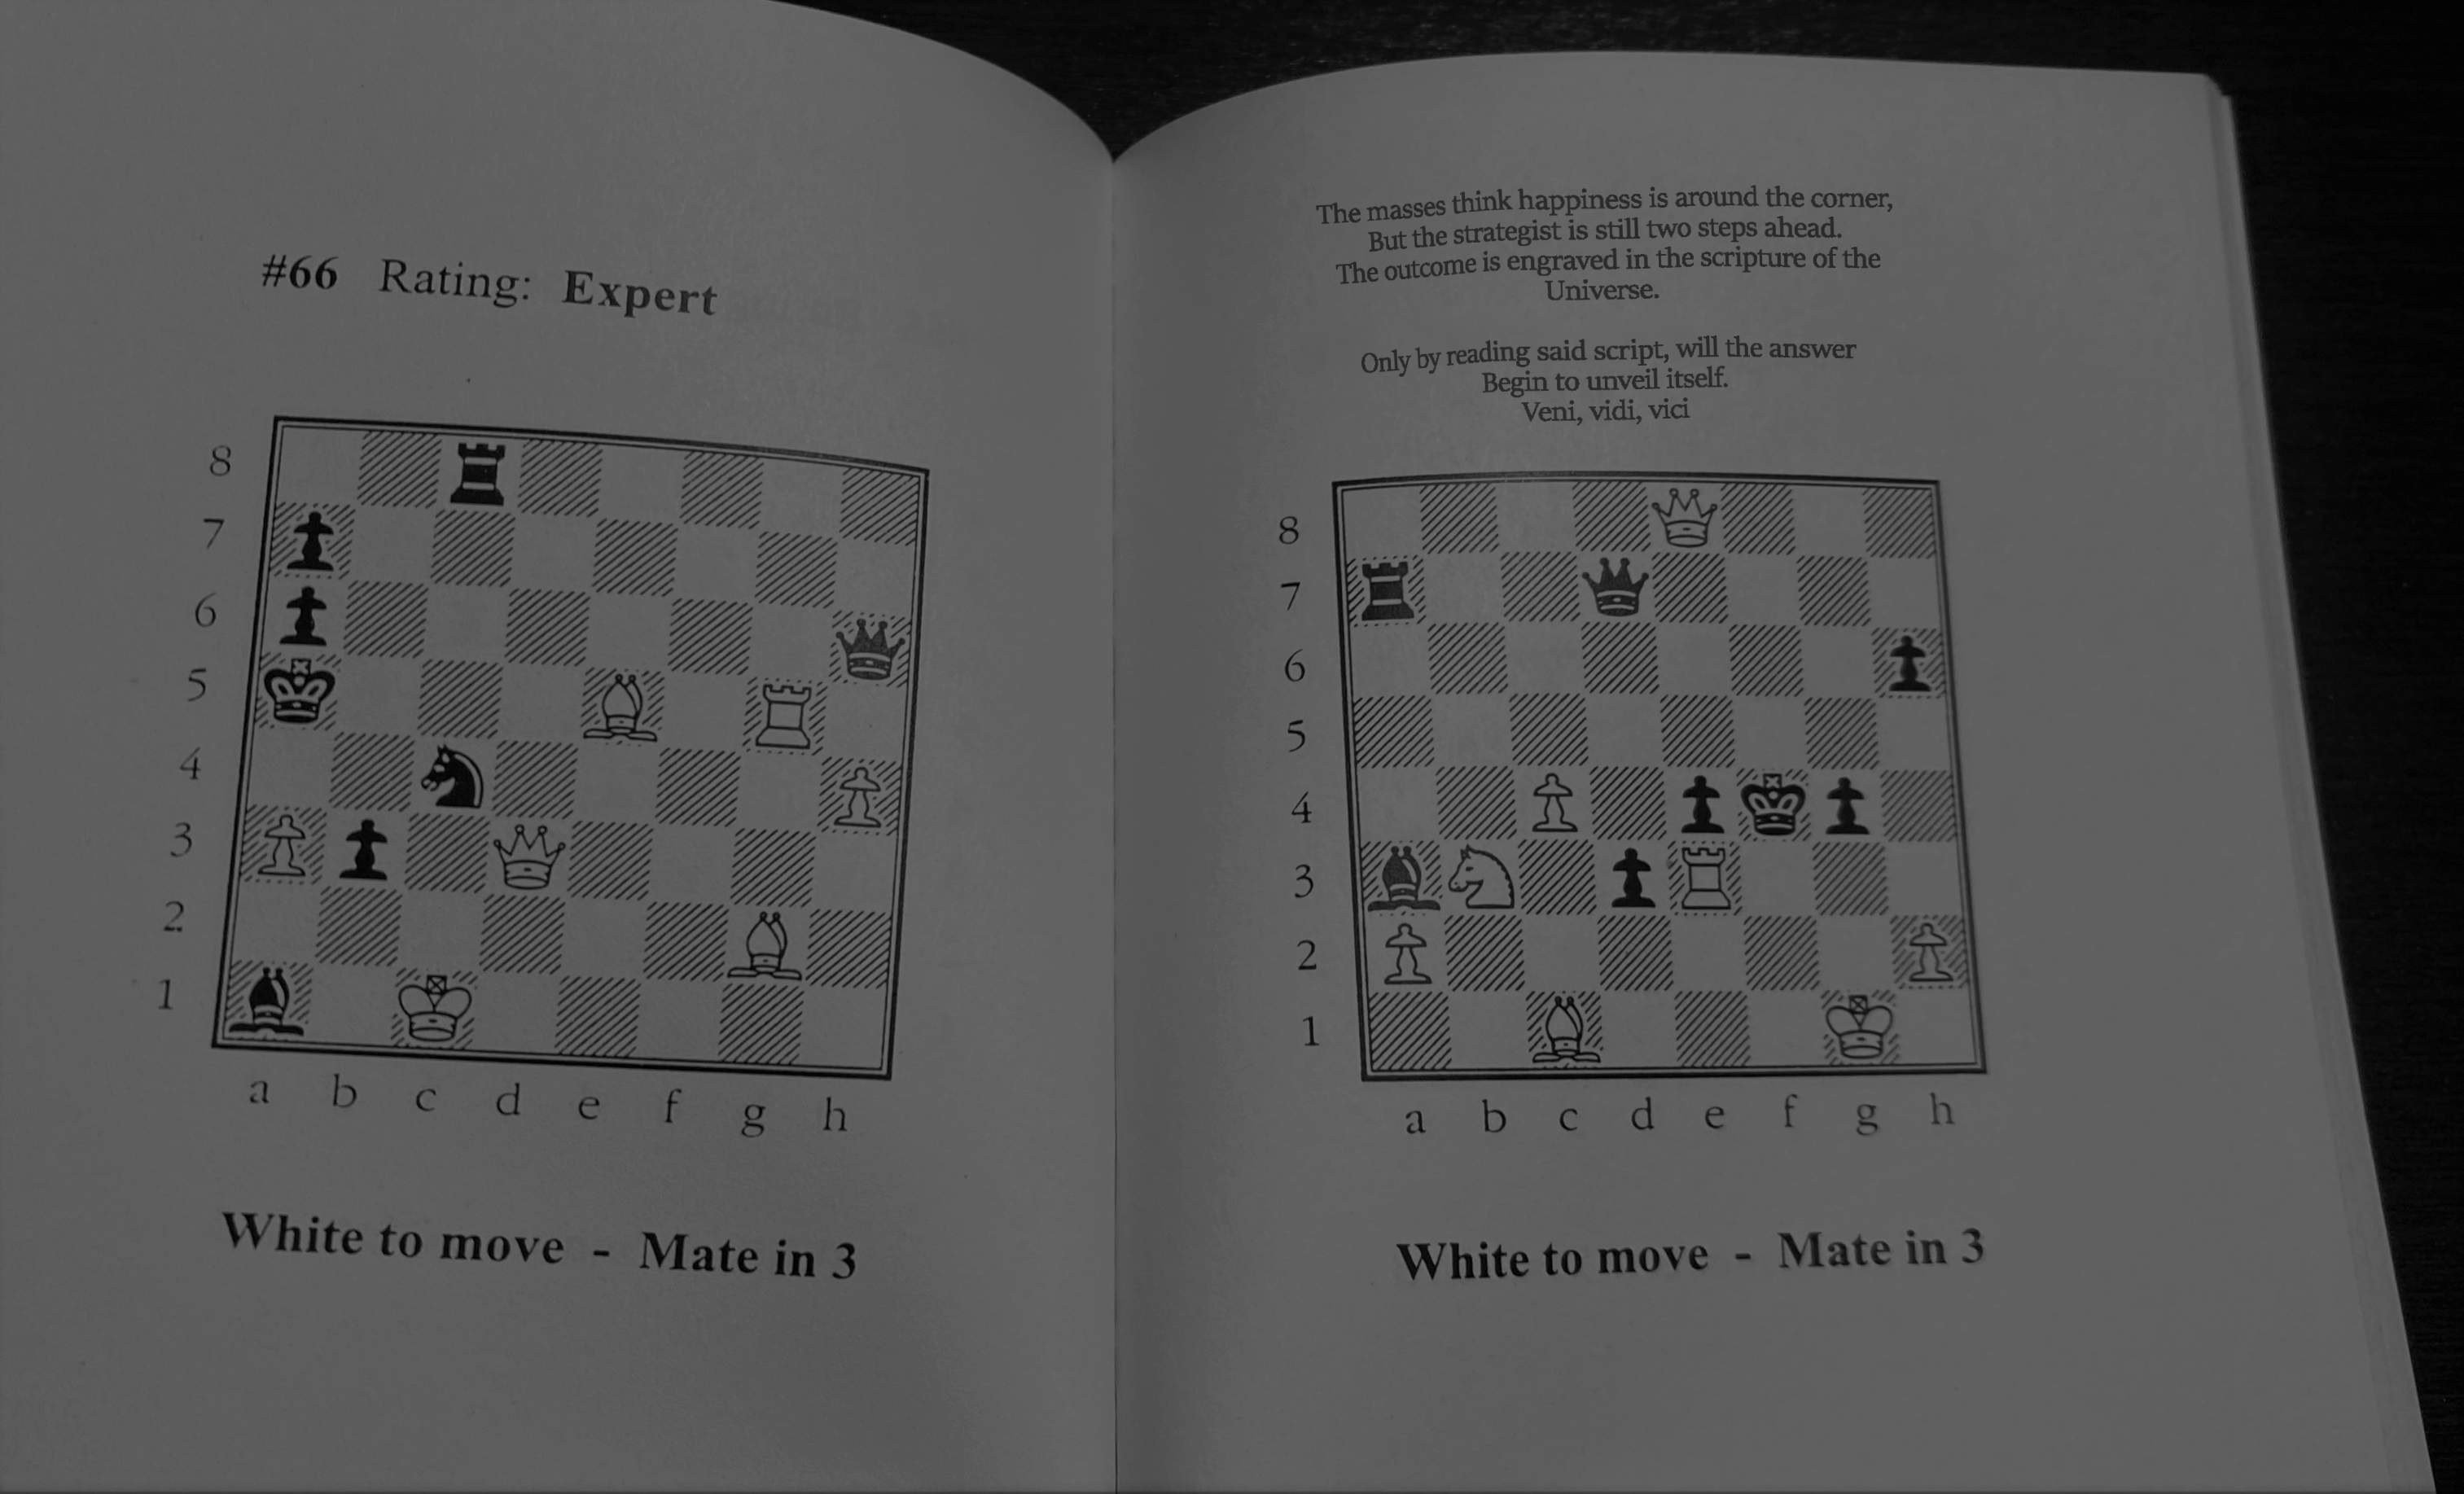 #66 Rating: Expert
8
7
6
5
4
3
2
1
a b c d e f g h
White to move - Mate in 3
The masses think happiness is around the corner,
But the strategist is still two steps ahead.
The outcome is engraved in the scripture of the
Universe.
Only by reading said script, will the answer
Begin to unveil itself.
Veni, vidi, vici
8
7
6
5
4
3
2
1
a b c d e f g h
White to move - Mate in 3